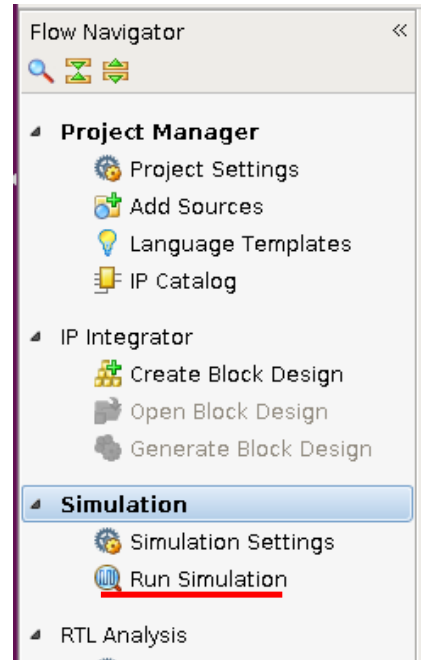 Flow Navigator
Project Manager
Project Settings
Add Sources
Language Templates
IP Catalog
IP Integrator
Create Block Design
Open Block Design
Generate Block Design
Simulation
Simulation Settings
Run Simulation
RTL Analysis